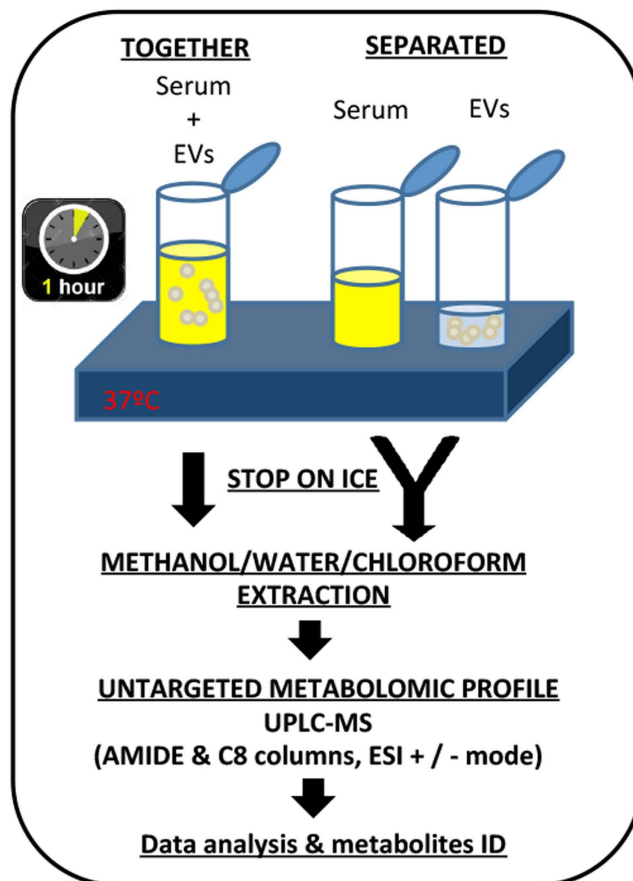 TOGETHER
SEPARATED
Serum
+
EVs
Serum
EVs
1 hour
37ºC
STOP ON ICE
METHANOL/WATER/CHLOROFORM
EXTRACTION
UNTARGETED METABOLOMIC PROFILE
UPLC-MS
(AMIDE & C8 columns, ESI + / - mode)
Data analysis & metabolites ID